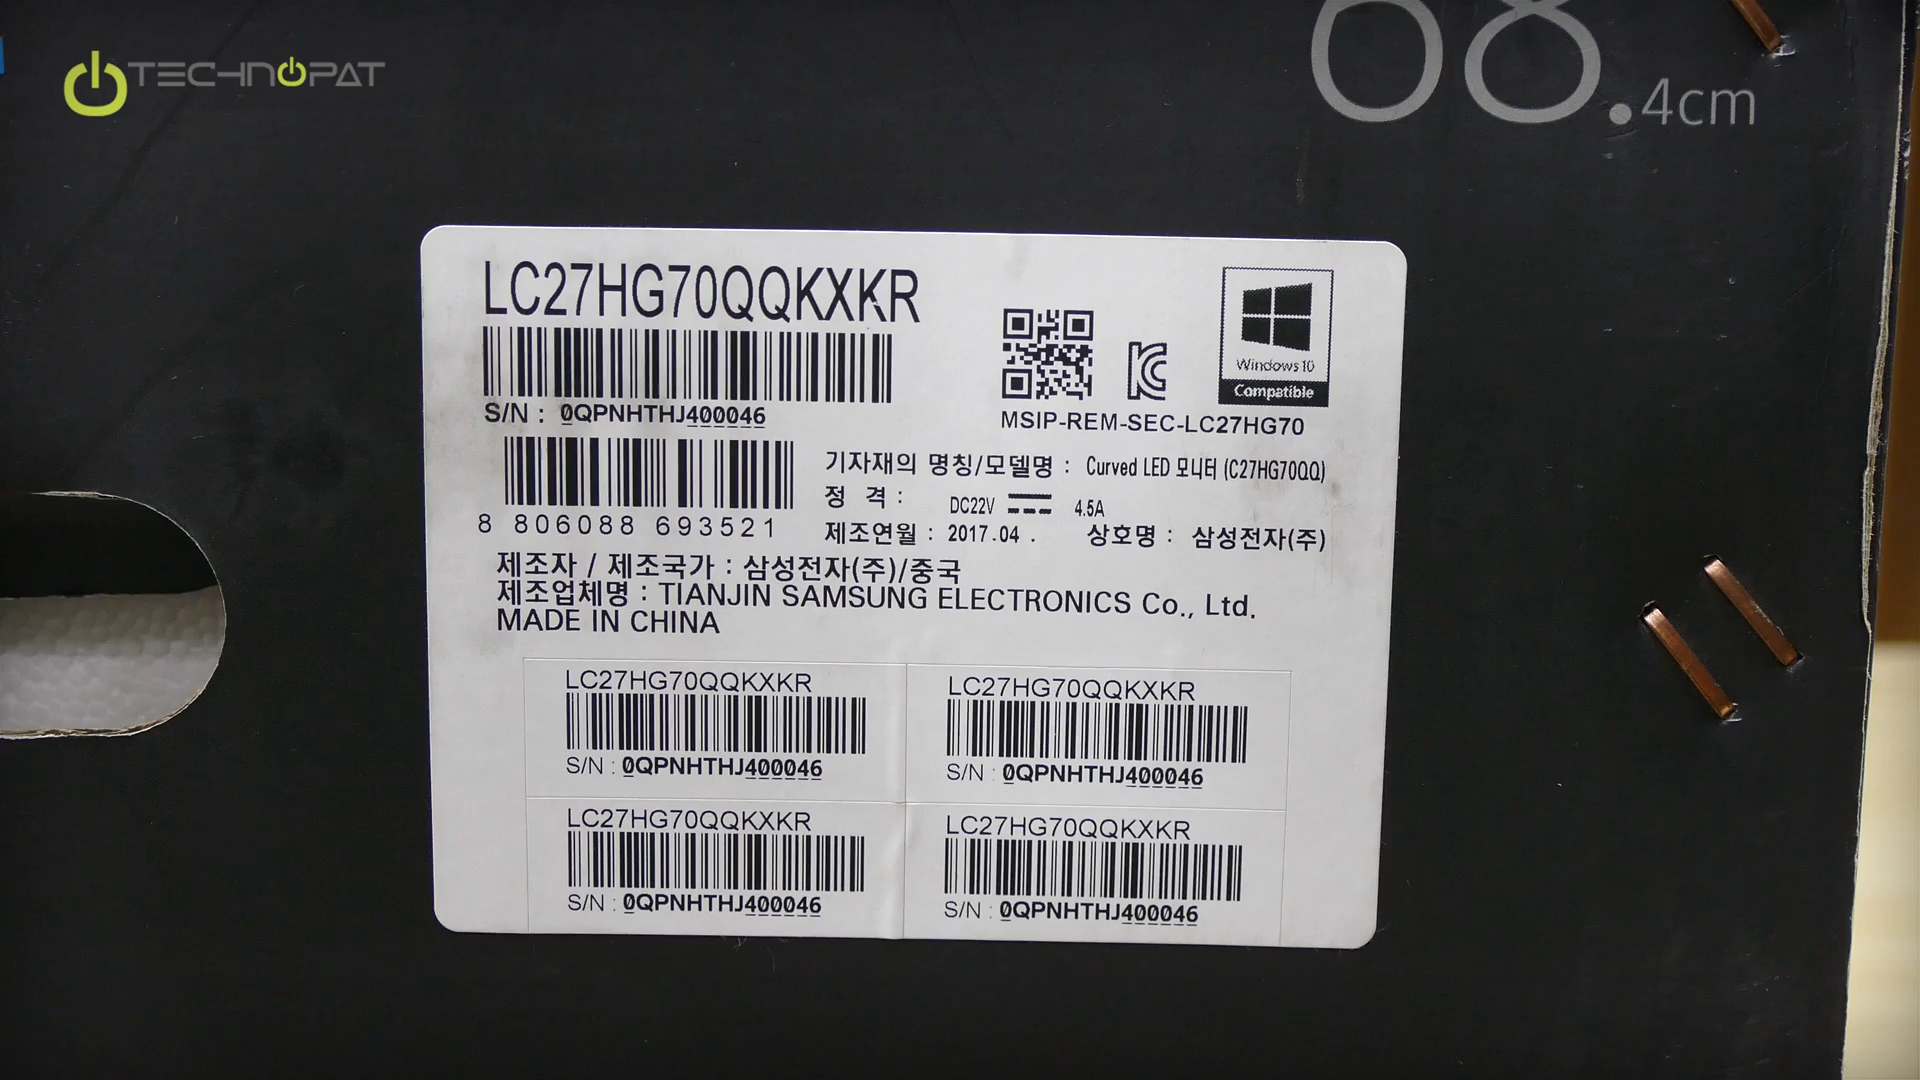 TECHNOPAT
68.4cm
LC27HG70QQKXKR
S/N : 0QPNHTHJ400046
8 806088 693521
Windows 10
Compatible
MSIP-REM-SEC-LC27HG70
기자재의 명칭/모델명 : Curved LED 모니터 (C27HG70QQ)
정 격 : DC22V 4.5A
제조연월 : 2017.04 . 상호명 : 삼성전자(주)
제조자 / 제조국가 : 삼성전자(주)/중국
제조업체명 : TIANJIN SAMSUNG ELECTRONICS Co., Ltd.
MADE IN CHINA
LC27HG70QQKXKR
S/N : 0QPNHTHJ400046
LC27HG70QQKXKR
S/N : 0QPNHTHJ400046
LC27HG70QQKXKR
S/N : 0QPNHTHJ400046
LC27HG70QQKXKR
S/N : 0QPNHTHJ400046